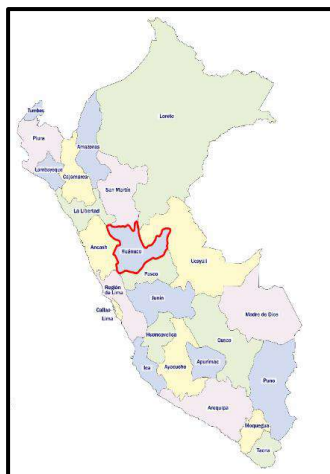 Tumbes
Loreto
Piura
Amazonas
Lambayeque
Cajamarca
San Martín
La Libertad
Ancash
Huánuco
Ucayali
Pasco
Región
de Lima
Junín
Callao
Lima
Madre de Dios
Huancavelica
Cusco
Ica
Ayacucho
Apurímac
Puno
Arequipa
Moquegua
Tacna